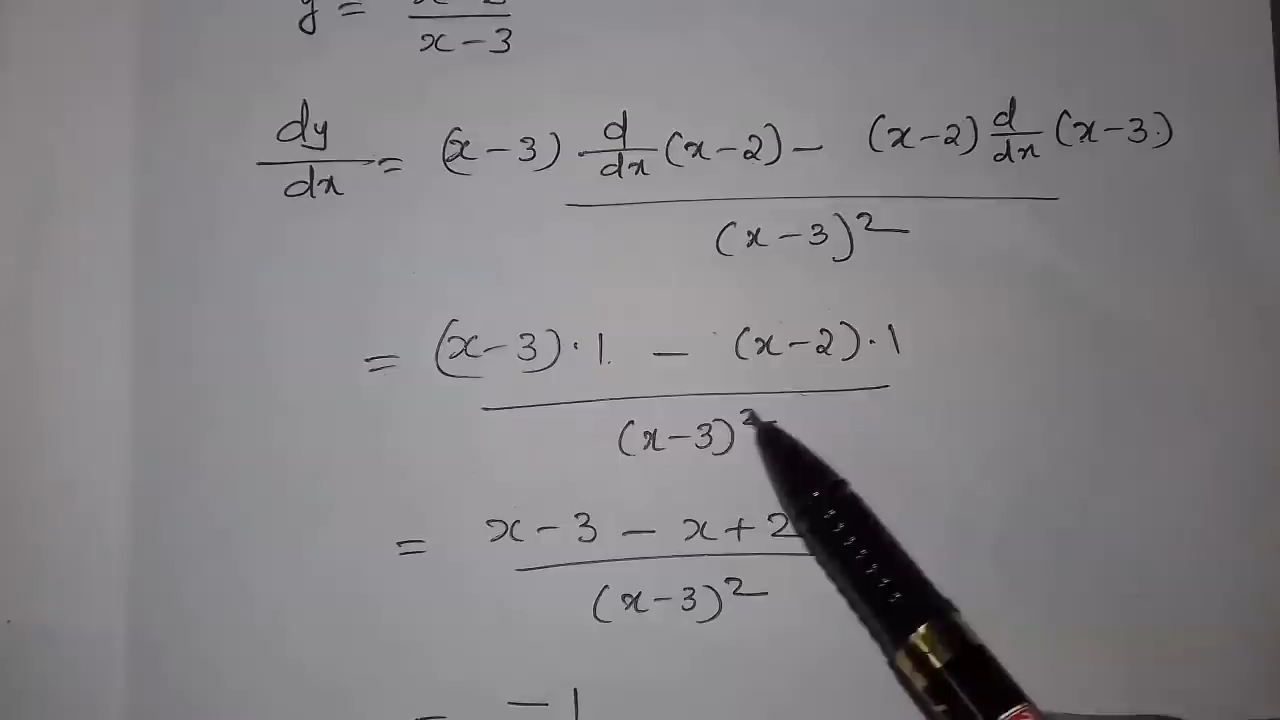 y = x-2 / x-3
dy/dx = (x-3) d/dx (x-2) - (x-2) d/dx (x-3) / (x-3)²
= (x-3)·1 - (x-2)·1 / (x-3)²
= x-3 - x+2 / (x-3)²
= -1